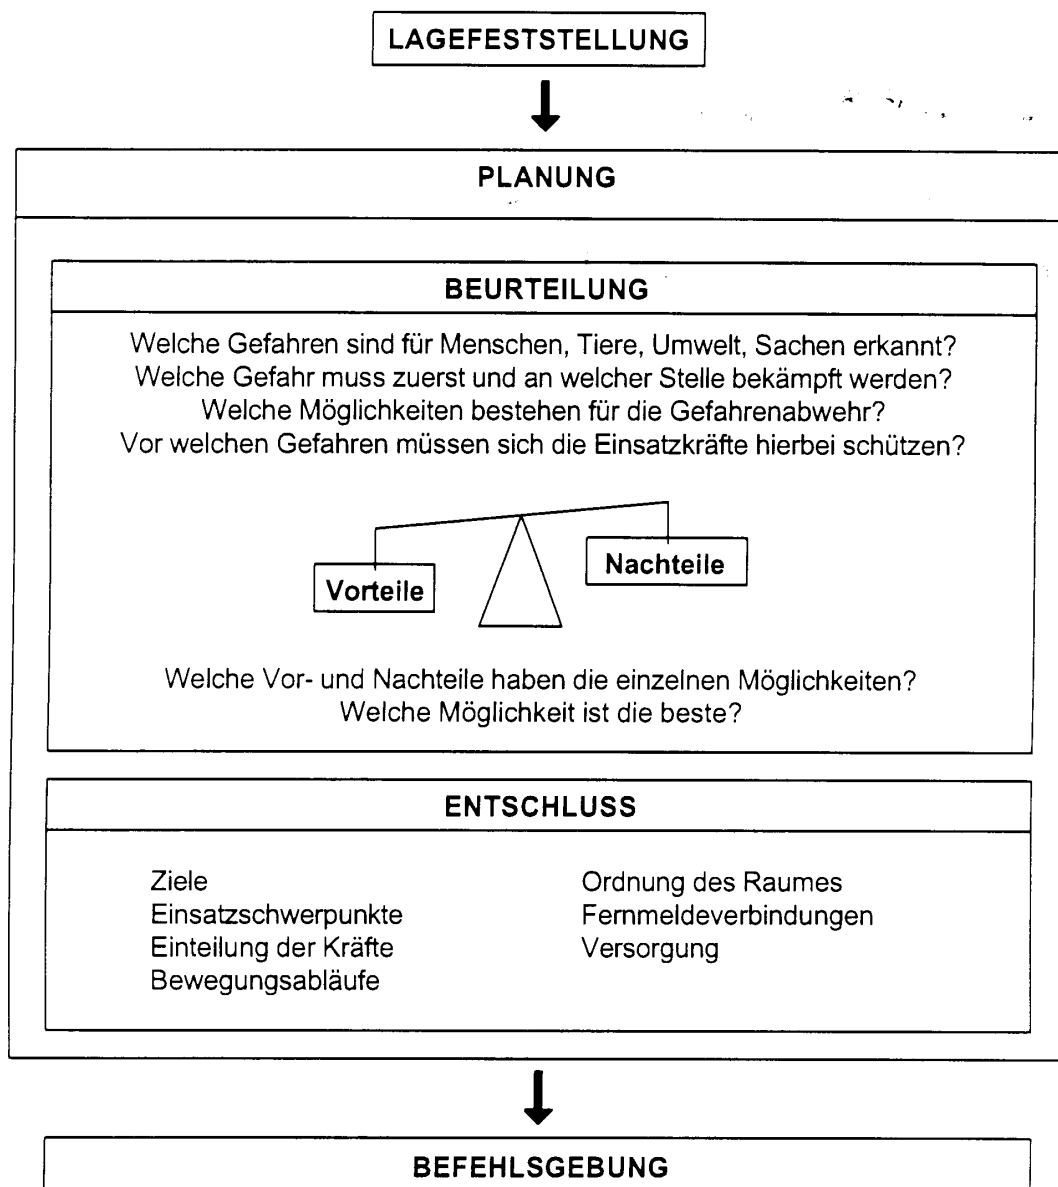 LAGEFESTSTELLUNG
PLANUNG
BEURTEILUNG
Welche Gefahren sind für Menschen, Tiere, Umwelt, Sachen erkannt?
Welche Gefahr muss zuerst und an welcher Stelle bekämpft werden?
Welche Möglichkeiten bestehen für die Gefahrenabwehr?
Vor welchen Gefahren müssen sich die Einsatzkräfte hierbei schützen?
Vorteile
Nachteile
Welche Vor- und Nachteile haben die einzelnen Möglichkeiten?
Welche Möglichkeit ist die beste?
ENTSCHLUSS
Ziele
Einsatzschwerpunkte
Einteilung der Kräfte
Bewegungsabläufe
Ordnung des Raumes
Fernmeldeverbindungen
Versorgung
BEFEHLSGEBUNG